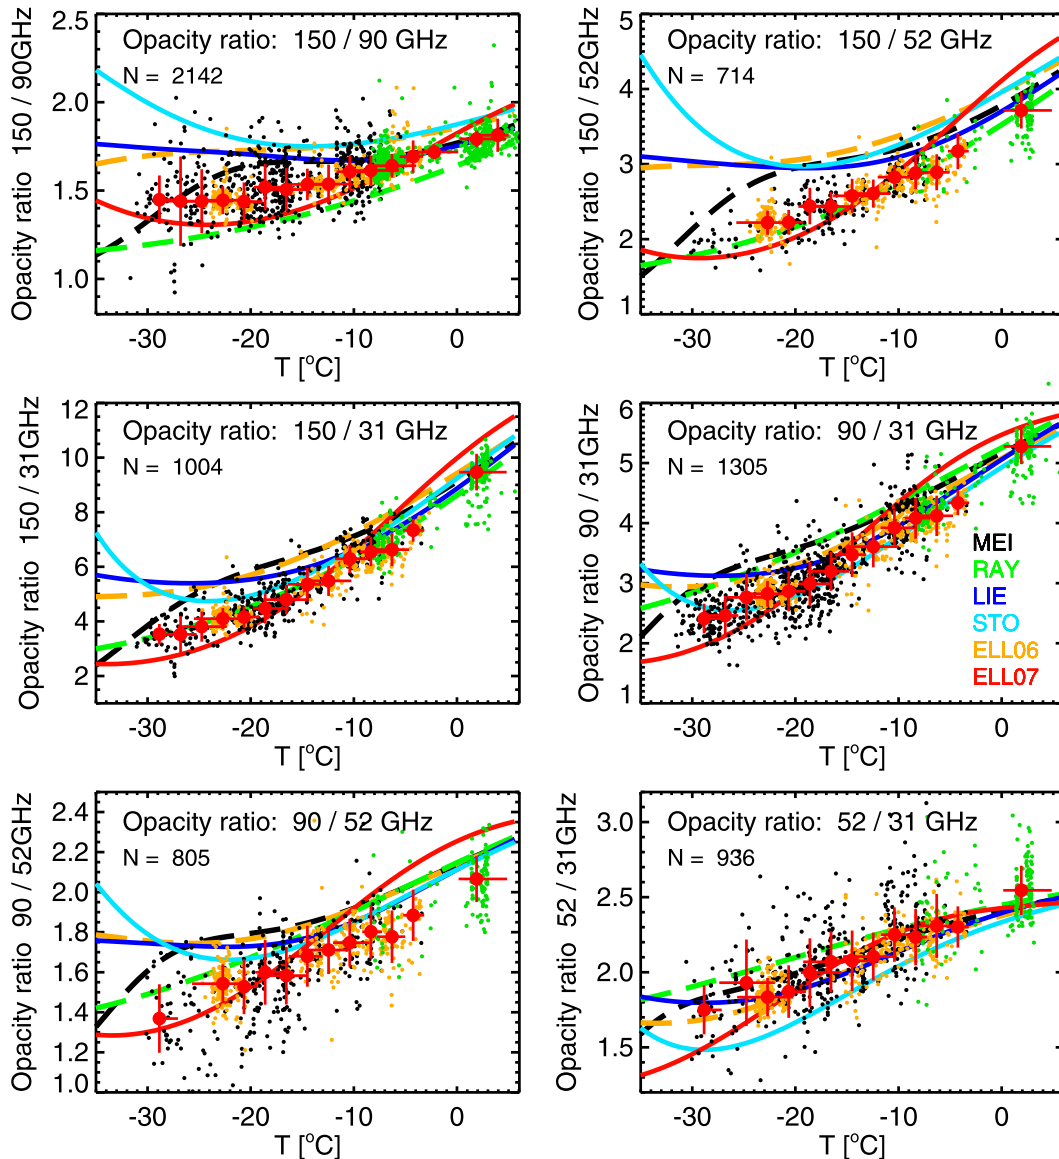 Opacity ratio: 150 / 90 GHz
N = 2142
Opacity ratio 150 / 90GHz
2.5
2.0
1.5
1.0
-30 -20 -10 0
T [°C]
Opacity ratio: 150 / 52 GHz
N = 714
Opacity ratio 150 / 52GHz
5
4
3
2
1
-30 -20 -10 0
T [°C]
Opacity ratio: 150 / 31 GHz
N = 1004
Opacity ratio 150 / 31GHz
12
10
8
6
4
2
-30 -20 -10 0
T [°C]
Opacity ratio: 90 / 31 GHz
N = 1305
Opacity ratio 90 / 31GHz
6
5
4
3
2
1
MEI
RAY
LIE
STO
ELL06
ELL07
-30 -20 -10 0
T [°C]
Opacity ratio: 90 / 52 GHz
N = 805
Opacity ratio 90 / 52GHz
2.4
2.2
2.0
1.8
1.6
1.4
1.2
1.0
-30 -20 -10 0
T [°C]
Opacity ratio: 52 / 31 GHz
N = 936
Opacity ratio 52 / 31GHz
3.0
2.5
2.0
1.5
-30 -20 -10 0
T [°C]